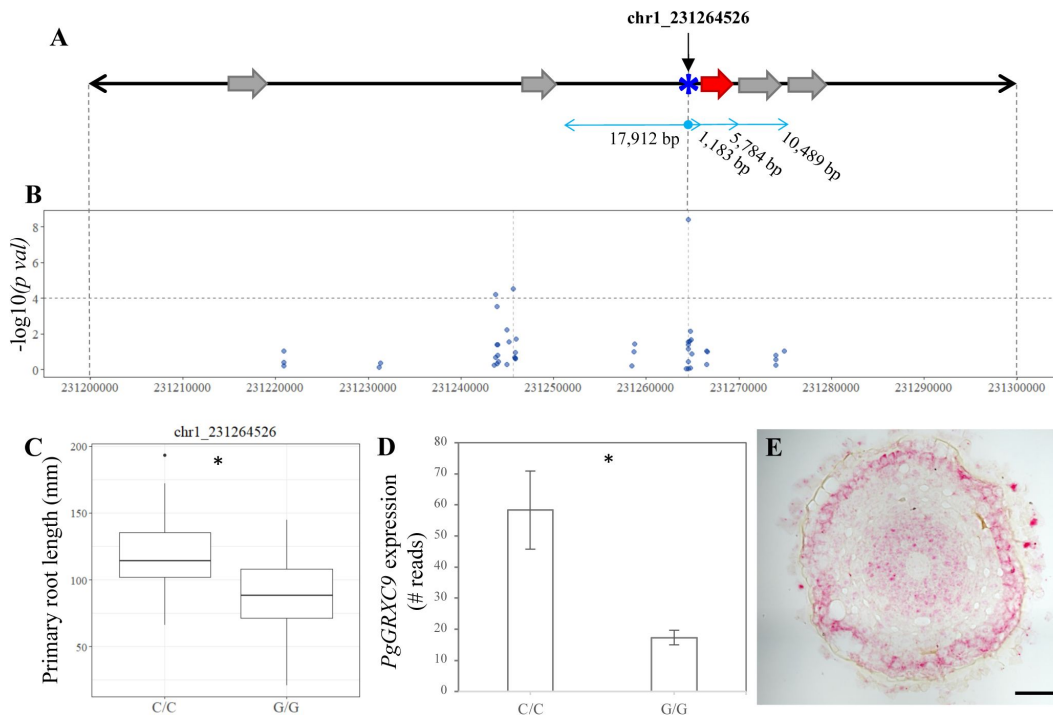 chr1_231264526
A
17,912 bp
1,183 bp
5,784 bp
10,489 bp
B
-log10(p val)
8
6
4
2
0
231200000 231210000 231220000 231230000 231240000 231250000 231260000 231270000 231280000 231290000 231300000
C
chr1_231264526
*
Primary root length (mm)
200
150
100
50
C/C G/G
D
*
PgGRXC9 expression
(# reads)
80
70
60
50
40
30
20
10
0
C/C G/G
E